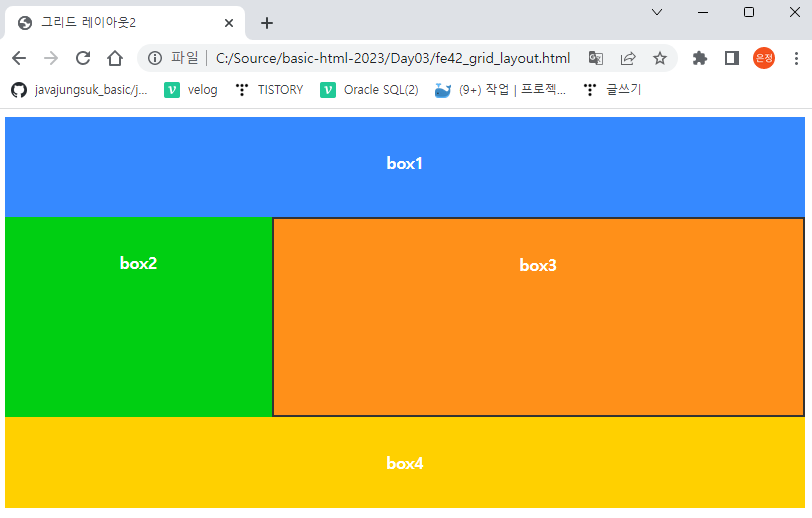 그리드 레이아웃2
파일 | C:/Source/basic-html-2023/Day03/fe42_grid_layout.html
은정
javajungsuk_basic/j... velog TISTORY Oracle SQL(2) (9+) 작업 | 프로젝... 글쓰기
box1
box2
box3
box4